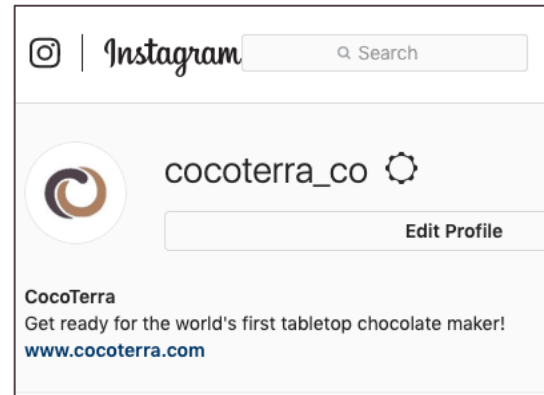 Instagram
Search
cocoterra_co
Edit Profile
CocoTerra
Get ready for the world's first tabletop chocolate maker!
www.cocoterra.com